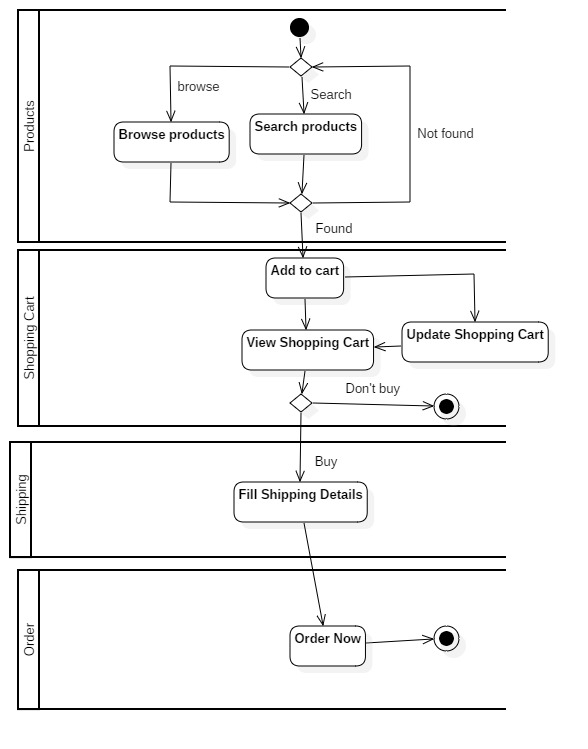 Products
browse
Search
Browse products
Search products
Not found
Found
Shopping Cart
Add to cart
View Shopping Cart
Update Shopping Cart
Don't buy
Shipping
Buy
Fill Shipping Details
Order
Order Now